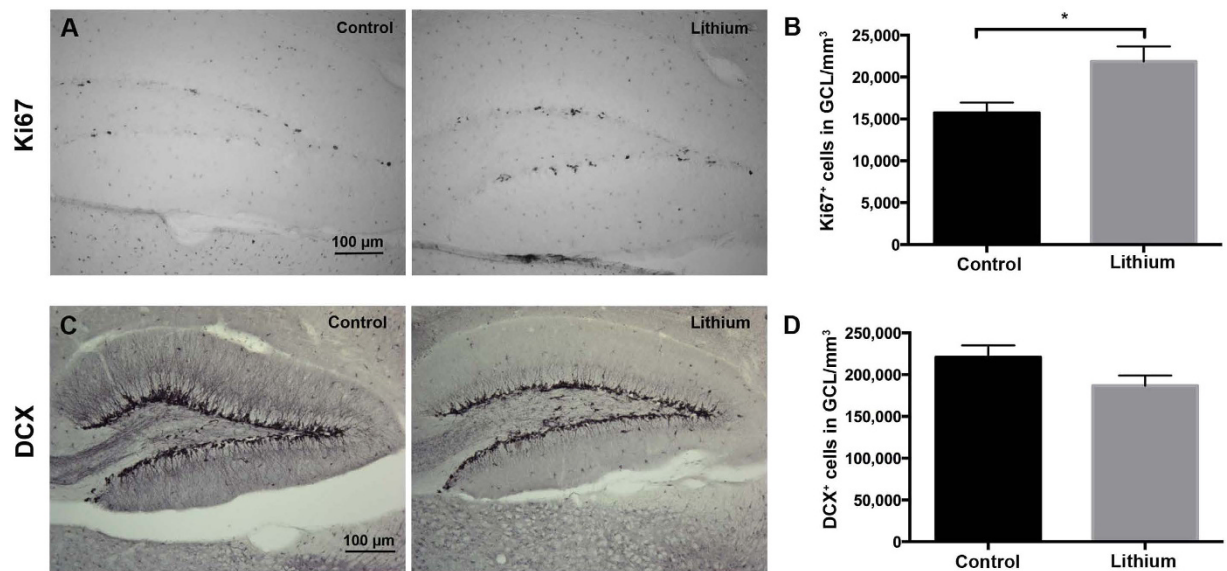 A
Control
Lithium
Ki67
100 µm
B
*
Ki67⁺ cells in GCL/mm³
25,000
20,000
15,000
10,000
5,000
0
Control
Lithium
C
Control
Lithium
DCX
100 µm
D
DCX⁺ cells in GCL/mm³
250,000
200,000
150,000
100,000
50,000
0
Control
Lithium